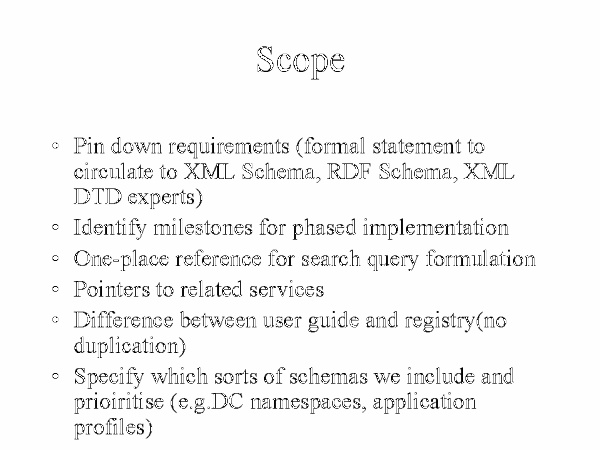 Scope
◦ Pin down requirements (formal statement to
circulate to XML Schema, RDF Schema, XML
DTD experts)
◦ Identify milestones for phased implementation
◦ One-place reference for search query formulation
◦ Pointers to related services
◦ Difference between user guide and registry(no
duplication)
◦ Specify which sorts of schemas we include and
prioiritise (e.g.DC namespaces, application
profiles)